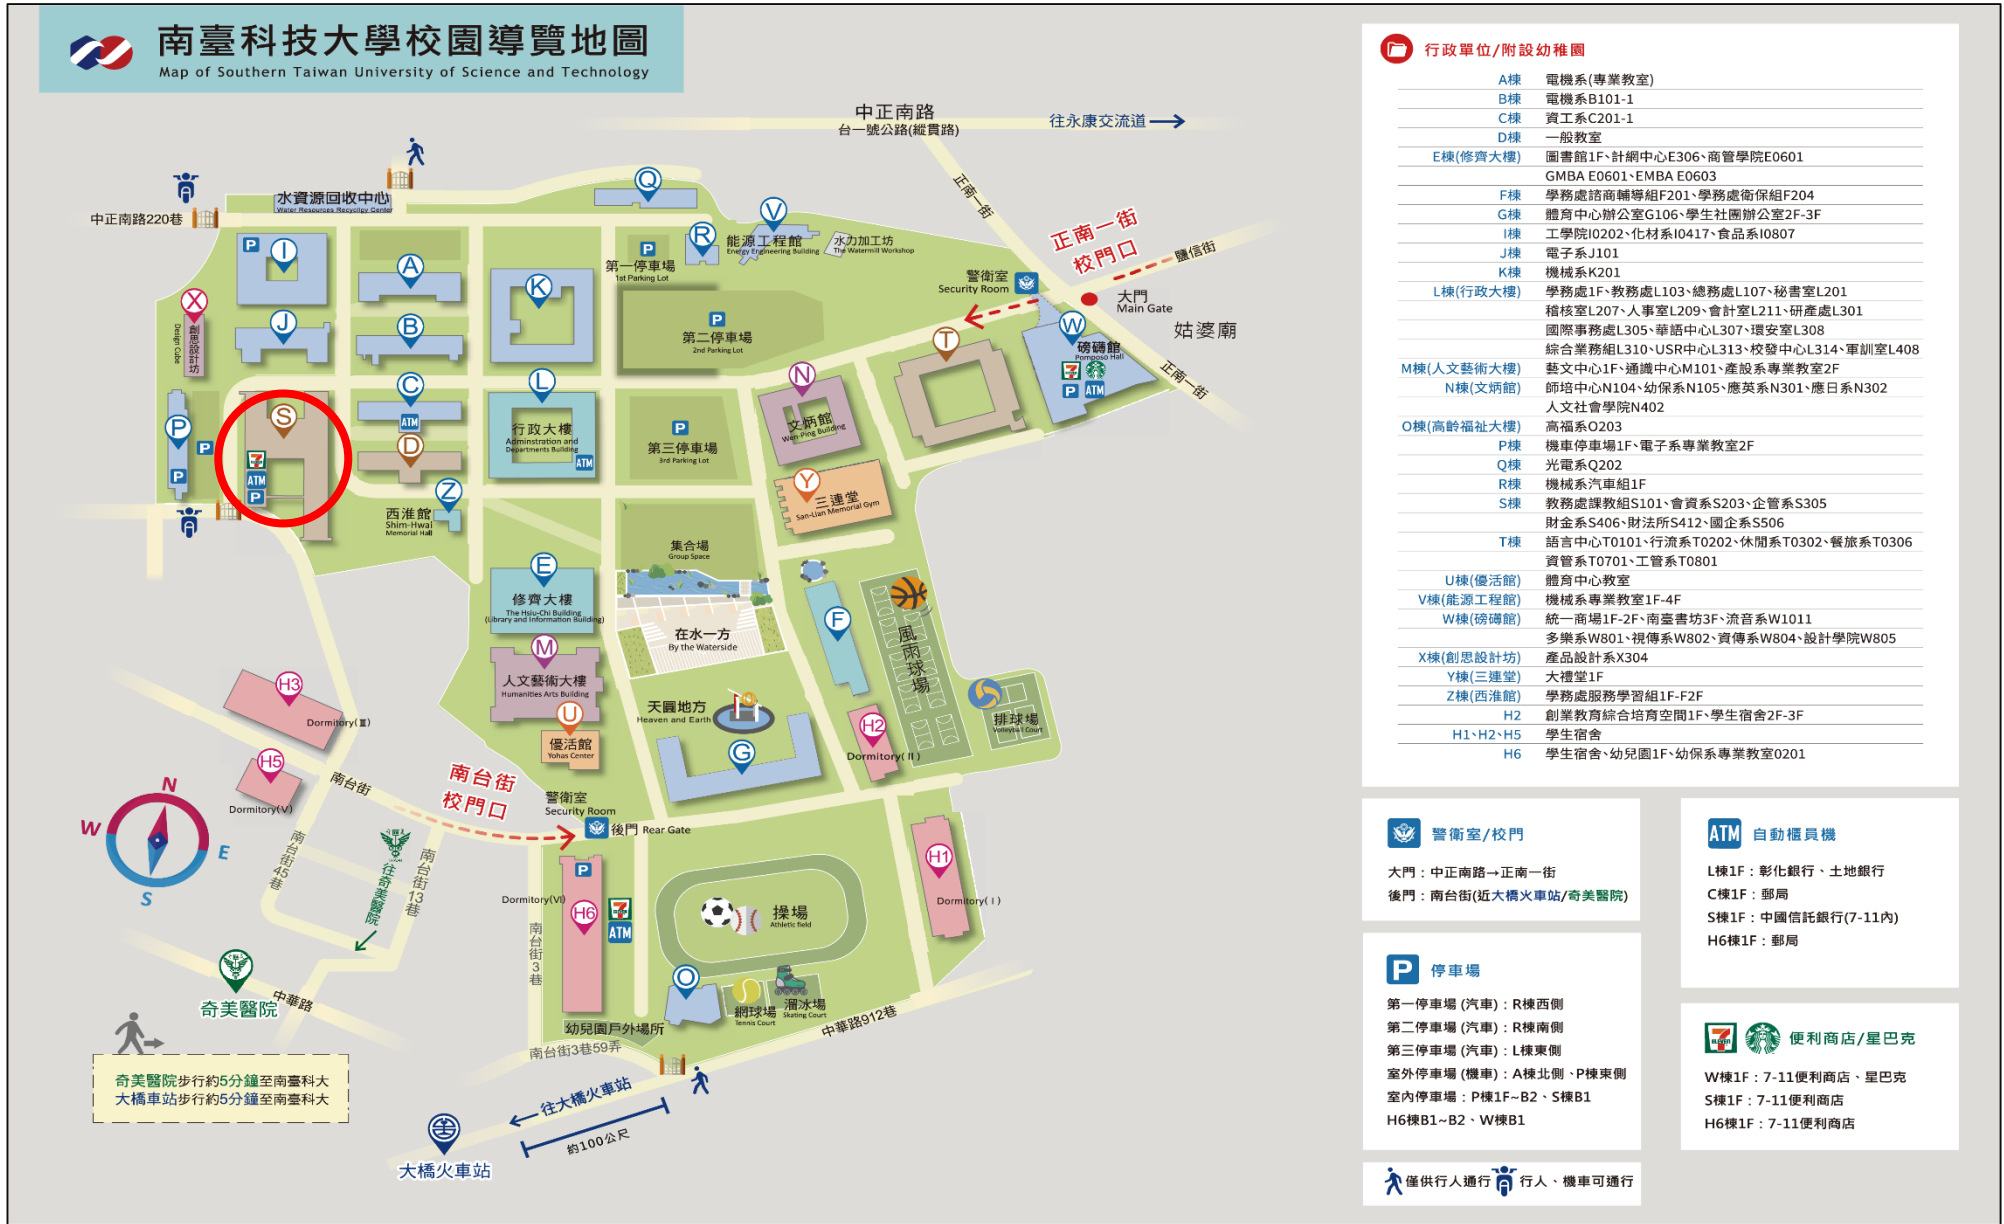 南臺科技大學校園導覽地圖
Map of Southern Taiwan University of Science and Technology
中正南路
台一號公路(縱貫路)
往永康交流道
正南一街
水資源回收中心
Water Resources Recyclgy Center
中正南路220巷
Q
V
R
能源工程館
Energy Engineering Building
水力加工坊
The Watermill Workshop
正南一街
校門口
鹽信街
P
I
A
K
P
第一停車場
1st Parking Lot
警衛室
Security Room
大門
Main Gate
姑婆廟
X
創思設計坊
Design Cube
J
B
P
第二停車場
2nd Parking Lot
T
W
磅礴館
Pomposo Hall
7
ELEVEN
P
ATM
正南一街
S
C
ATM
L
行政大樓
Adminstration and
Departments Building
ATM
N
文炳館
Wen-Ping Building
P
P
P
7
ELEVEN
ATM
P
D
P
第三停車場
3rd Parking Lot
Z
西淮館
Shim-Hwai
Memorial Hall
Y
三連堂
San-Lian Memorial Gym
集合場
Group Space
E
修齊大樓
The Hsiu-Chi Building
(Library and Information Building)
在水一方
By the Waterside
F
風雨球場
M
人文藝術大樓
Humanities Arts Building
U
優活館
Yohas Center
天圓地方
Heaven and Earth
G
H2
Dormitory(Ⅱ)
排球場
Volleyball Court
H3
Dormitory(Ⅲ)
H5
Dormitory(Ⅴ)
南台街
南台街
校門口
警衛室
Security Room
後門 Rear Gate
N
W
E
S
南台街45巷
往奇美醫院
南台街13巷
P
Dormitory(Ⅵ)
H6
7
ELEVEN
ATM
南台街3巷
操場
Athletic field
H1
Dormitory(Ⅰ)
O
網球場
Tennis Court
溜冰場
Skating Court
幼兒園戶外場所
中華路912巷
南台街3巷59弄
奇美醫院
中華路
奇美醫院步行約5分鐘至南臺科大
大橋車站步行約5分鐘至南臺科大
往大橋火車站
約100公尺
大橋火車站
行政單位/附設幼稚園
A棟 電機系(專業教室)
B棟 電機系B101-1
C棟 資工系C201-1
D棟 一般教室
E棟(修齊大樓) 圖書館1F、計網中心E306、商管學院E0601
GMBA E0601、EMBA E0603
F棟 學務處諮商輔導組F201、學務處衛保組F204
G棟 體育中心辦公室G106、學生社團辦公室2F-3F
I棟 工學院I0202、化材系I0417、食品系I0807
J棟 電子系J101
K棟 機械系K201
L棟(行政大樓) 學務處1F、教務處L103、總務處L107、秘書室L201
稽核室L207、人事室L209、會計室L211、研產處L301
國際事務處L305、華語中心L307、環安室L308
綜合業務組L310、USR中心L313、校發中心L314、軍訓室L408
M棟(人文藝術大樓) 藝文中心1F、通識中心M101、產設系專業教室2F
N棟(文炳館) 師培中心N104、幼保系N105、應英系N301、應日系N302
人文社會學院N402
O棟(高齡福祉大樓) 高福系O203
P棟 機車停車場1F、電子系專業教室2F
Q棟 光電系Q202
R棟 機械系汽車組1F
S棟 教務處課教組S101、會資系S203、企管系S305
財金系S406、財法所S412、國企系S506
T棟 語言中心T0101、行流系T0202、休閒系T0302、餐旅系T0306
資管系T0701、工管系T0801
U棟(優活館) 體育中心教室
V棟(能源工程館) 機械系專業教室1F-4F
W棟(磅礴館) 統一商場1F-2F、南臺書坊3F、流音系W1011
多樂系W801、視傳系W802、資傳系W804、設計學院W805
X棟(創思設計坊) 產品設計系X304
Y棟(三連堂) 大禮堂1F
Z棟(西淮館) 學務處服務學習組1F-F2F
H2 創業教育綜合培育空間1F、學生宿舍2F-3F
H1、H2、H5 學生宿舍
H6 學生宿舍、幼兒園1F、幼保系專業教室0201
警衛室/校門
大門：中正南路→正南一街
後門：南台街(近大橋火車站/奇美醫院)
ATM 自動櫃員機
L棟1F：彰化銀行、土地銀行
C棟1F：郵局
S棟1F：中國信託銀行(7-11內)
H6棟1F：郵局
P 停車場
第一停車場 (汽車)：R棟西側
第二停車場 (汽車)：R棟南側
第三停車場 (汽車)：L棟東側
室外停車場 (機車)：A棟北側、P棟東側
室內停車場：P棟1F~B2、S棟B1
H6棟B1~B2、W棟B1
7
ELEVEN
便利商店/星巴克
W棟1F：7-11便利商店、星巴克
S棟1F：7-11便利商店
H6棟1F：7-11便利商店
僅供行人通行
行人、機車可通行